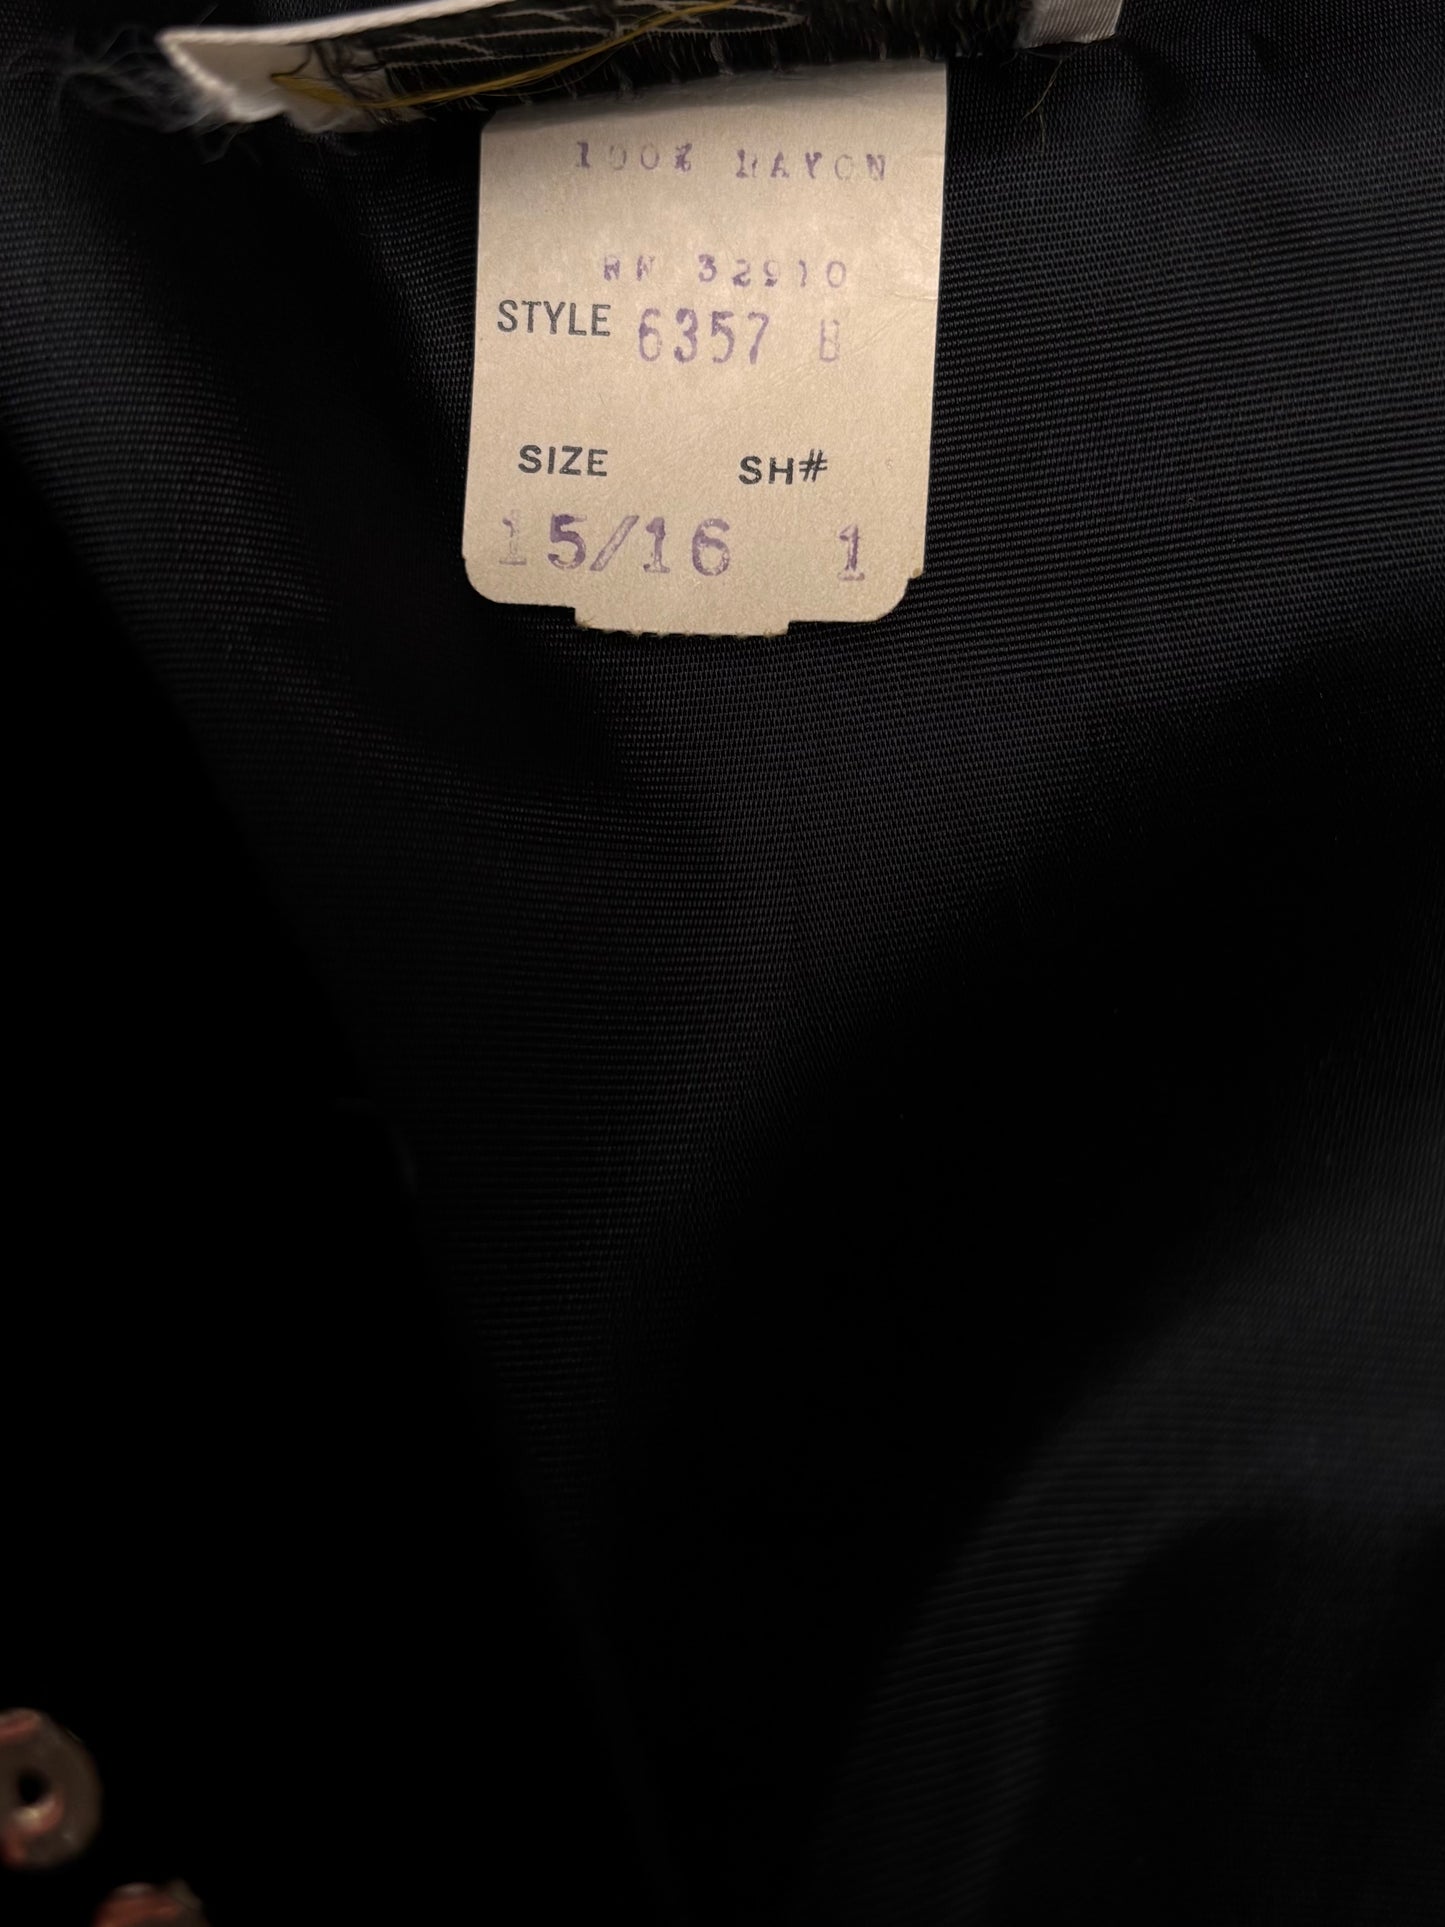 100% RAYON
RN 32910
STYLE 6357 B
SIZE SH#
15/16 1